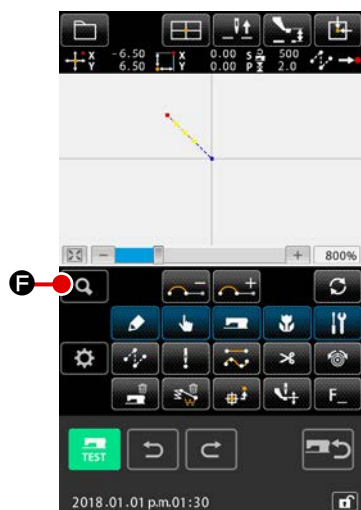 X -6.50 X 0.00 S 500
Y 6.50 Y 0.00 P 2.0
- + 800%
F
- +
W F_
TEST
2018.01.01 p.m.01:30